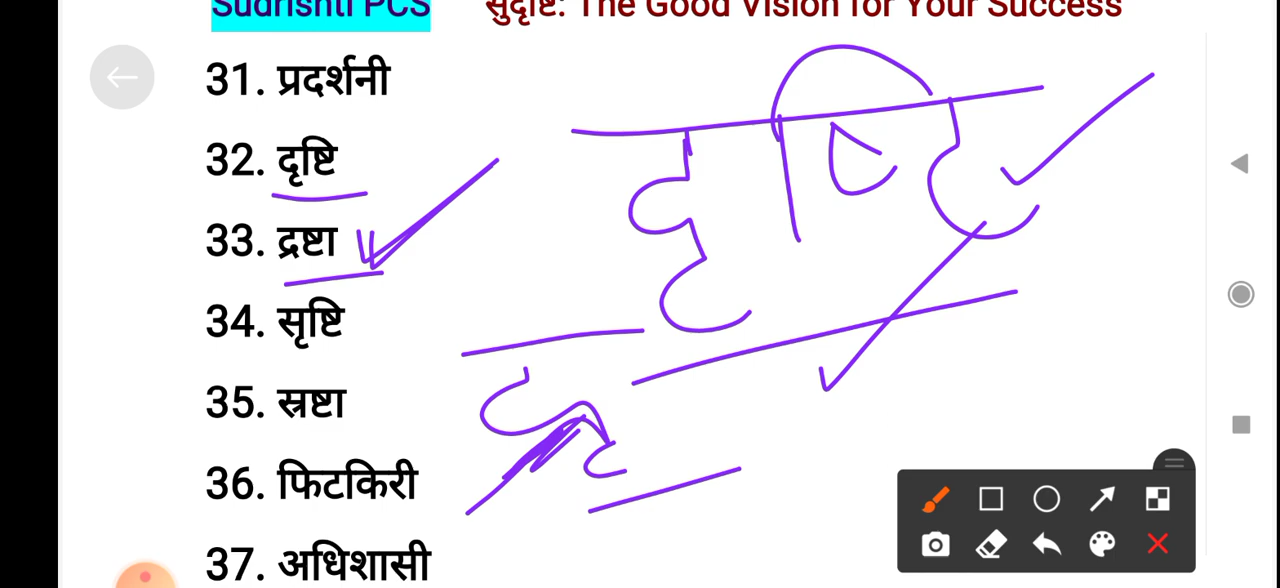 Sudrishti PCS सुदृष्टि: The Good Vision for Your Success
31. प्रदर्शनी
32. दृष्टि
33. द्रष्टा
34. सृष्टि
35. स्रष्टा
36. फिटकिरी
37. अधिशासी